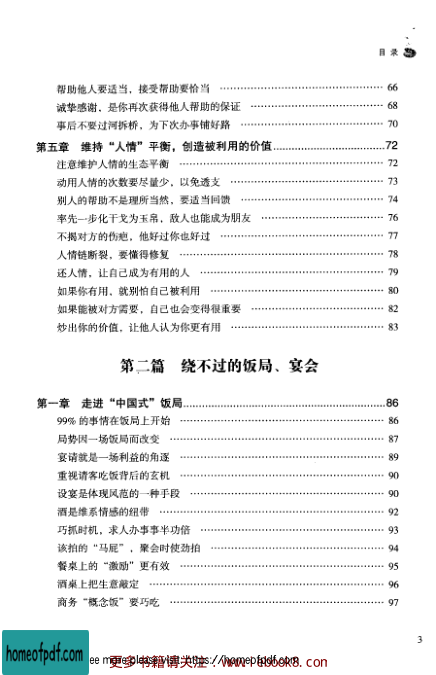 目 录
帮助他人要适当，接受帮助要恰当 …………………………………… 66
诚挚感谢，是你再次获得他人帮助的保证 …………………………… 68
事后不要过河拆桥，为下次办事铺好路 ……………………………… 70
第五章 维持“人情”平衡，创造被利用的价值……………………………72
注意维护人情的生态平衡 ……………………………………………… 72
动用人情的次数要尽量少，以免透支 ………………………………… 73
别人的帮助不是理所当然，要适当回馈 ……………………………… 74
率先一步化干戈为玉帛，敌人也能成为朋友 ………………………… 76
不揭对方的伤疤，他好过你也好过 …………………………………… 77
人情链断裂，要懂得修复 ……………………………………………… 78
还人情，让自己成为有用的人 ………………………………………… 79
如果你有用，就别怕自己被利用 ……………………………………… 80
如果能被对方需要，自己也会变得很重要 …………………………… 82
炒出你的价值，让他人认为你更有用 ………………………………… 83
第二篇 绕不过的饭局、宴会
第一章 走进“中国式”饭局……………………………………………………86
99%的事情在饭局上开始 ……………………………………………… 86
局势因一场饭局而改变 ………………………………………………… 87
宴请就是一场利益的角逐 ……………………………………………… 89
重视请客吃饭背后的玄机 ……………………………………………… 90
设宴是体现风范的一种手段 …………………………………………… 90
酒是维系情感的纽带 …………………………………………………… 92
巧抓时机，求人办事事半功倍 ………………………………………… 93
该拍的“马屁”，聚会时使劲拍 ……………………………………… 94
餐桌上的“激励”更有效 ……………………………………………… 95
酒桌上把生意敲定 ……………………………………………………… 96
商务“概念饭”要巧吃 ………………………………………………… 97
3
homeofpdf.com